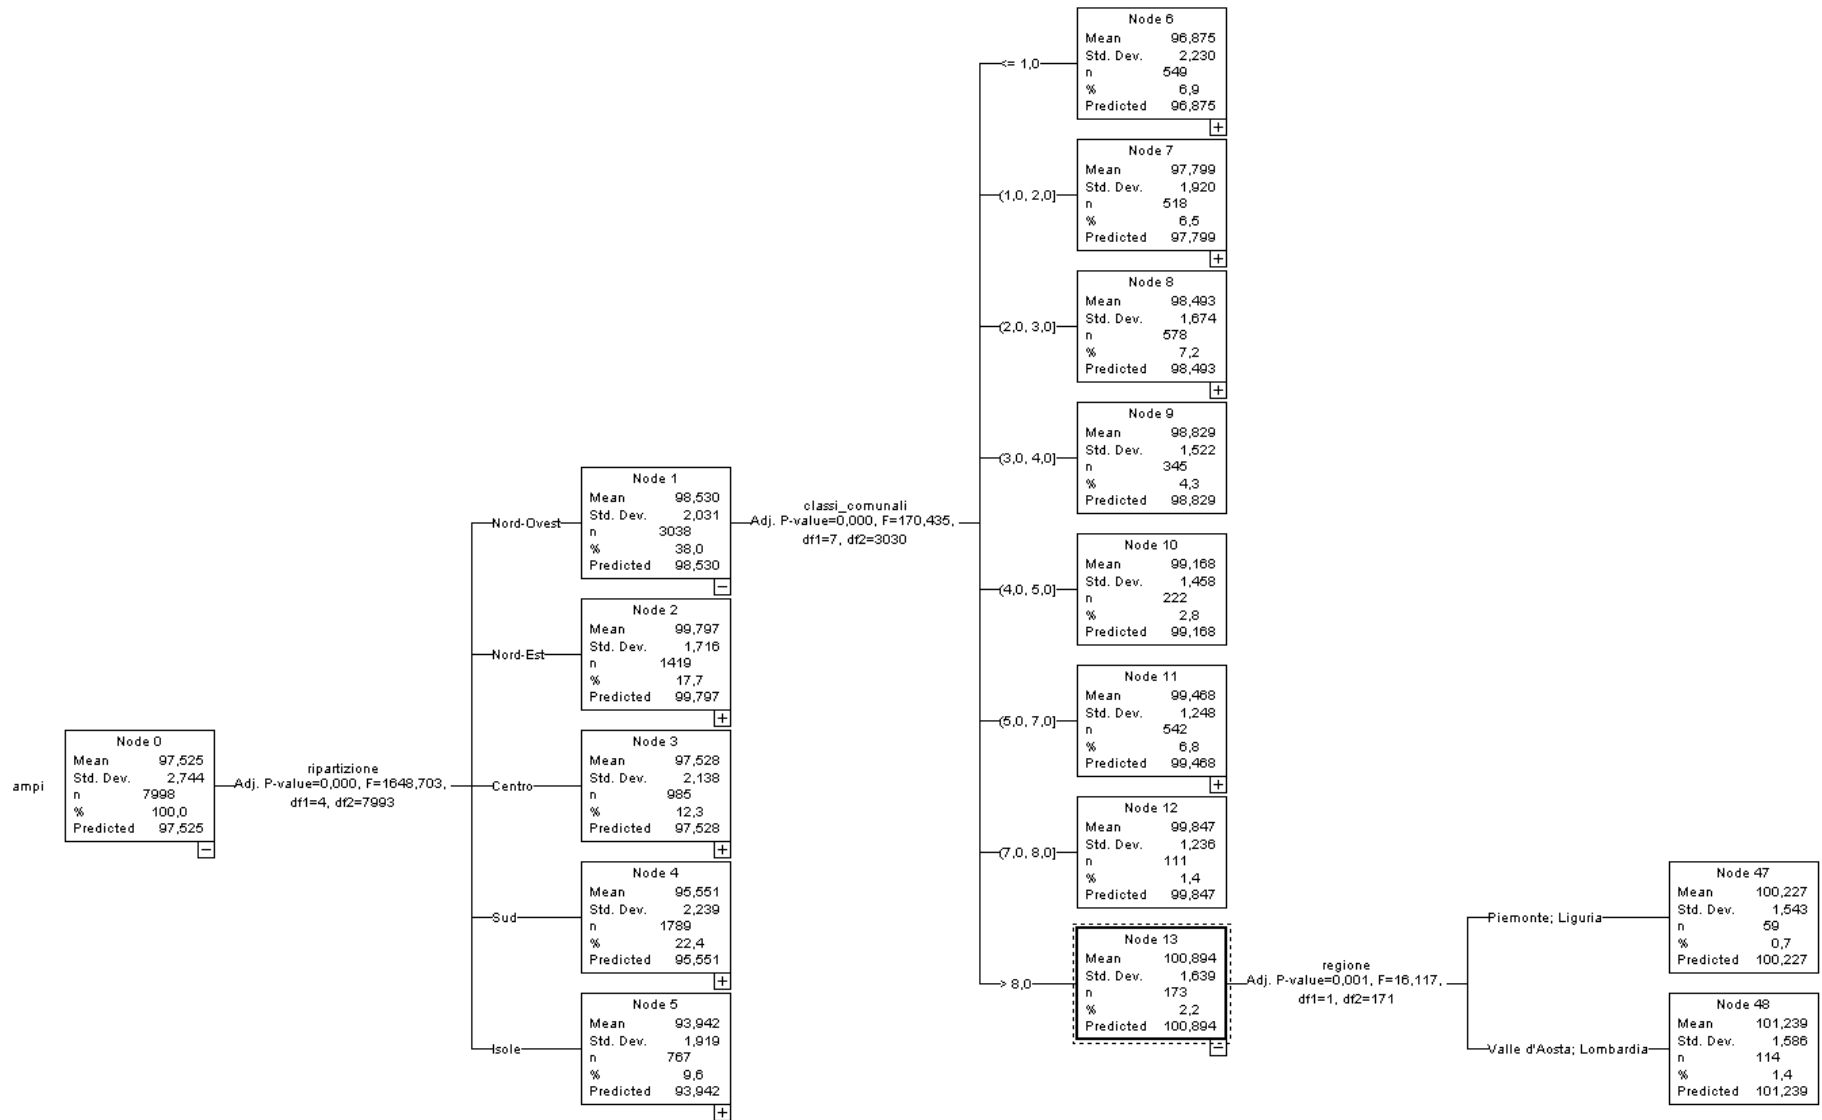 ampi
Node 0
Mean 97,525
Std. Dev. 2,744
n 7998
% 100,0
Predicted 97,525
ripartizione
Adj. P-value=0,000, F=1648,703,
df1=4, df2=7993
Nord-Ovest
Node 1
Mean 98,530
Std. Dev. 2,031
n 3038
% 38,0
Predicted 98,530
Nord-Est
Node 2
Mean 99,797
Std. Dev. 1,716
n 1419
% 17,7
Predicted 99,797
Centro
Node 3
Mean 97,528
Std. Dev. 2,138
n 985
% 12,3
Predicted 97,528
Sud
Node 4
Mean 95,551
Std. Dev. 2,239
n 1789
% 22,4
Predicted 95,551
Isole
Node 5
Mean 93,942
Std. Dev. 1,919
n 767
% 9,6
Predicted 93,942
classi_comunali
Adj. P-value=0,000, F=170,435,
df1=7, df2=3030
<= 1,0
Node 6
Mean 96,875
Std. Dev. 2,230
n 549
% 6,9
Predicted 96,875
(1,0, 2,0]
Node 7
Mean 97,799
Std. Dev. 1,920
n 518
% 6,5
Predicted 97,799
(2,0, 3,0]
Node 8
Mean 98,493
Std. Dev. 1,674
n 578
% 7,2
Predicted 98,493
(3,0, 4,0]
Node 9
Mean 98,829
Std. Dev. 1,522
n 345
% 4,3
Predicted 98,829
(4,0, 5,0]
Node 10
Mean 99,168
Std. Dev. 1,458
n 222
% 2,8
Predicted 99,168
(5,0, 7,0]
Node 11
Mean 99,468
Std. Dev. 1,248
n 542
% 6,8
Predicted 99,468
(7,0, 8,0]
Node 12
Mean 99,847
Std. Dev. 1,236
n 111
% 1,4
Predicted 99,847
> 8,0
Node 13
Mean 100,894
Std. Dev. 1,639
n 173
% 2,2
Predicted 100,894
regione
Adj. P-value=0,001, F=16,117,
df1=1, df2=171
Piemonte; Liguria
Node 47
Mean 100,227
Std. Dev. 1,543
n 59
% 0,7
Predicted 100,227
Valle d'Aosta; Lombardia
Node 48
Mean 101,239
Std. Dev. 1,586
n 114
% 1,4
Predicted 101,239